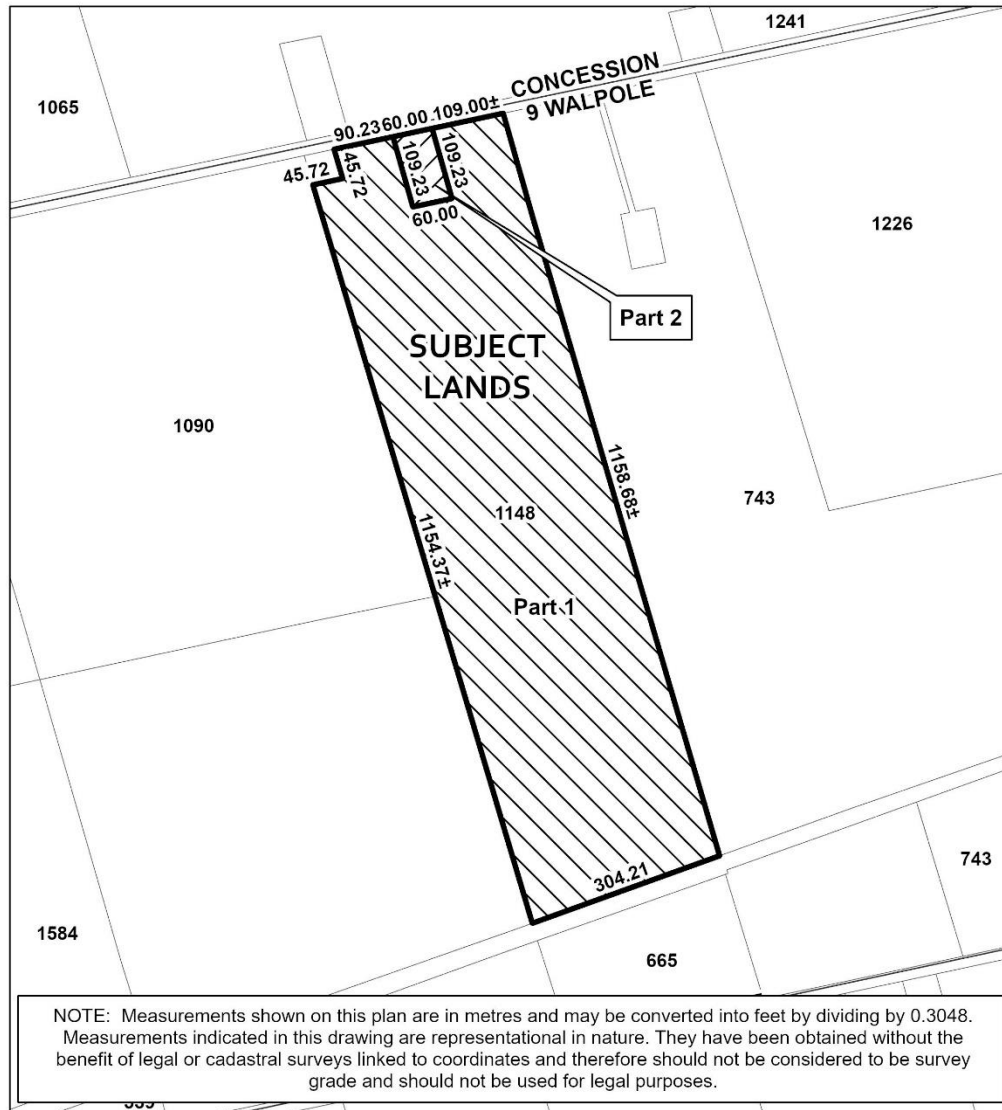 1241
CONCESSION
9 WALPOLE
1065
90.23
60.00
109.00±
45.72
45.72
109.23
109.23
60.00
1226
Part 2
SUBJECT
LANDS
1090
1158.68±
743
1148
1154.37±
Part 1
304.21
743
1584
665
NOTE: Measurements shown on this plan are in metres and may be converted into feet by dividing by 0.3048.
Measurements indicated in this drawing are representational in nature. They have been obtained without the
benefit of legal or cadastral surveys linked to coordinates and therefore should not be considered to be survey
grade and should not be used for legal purposes.